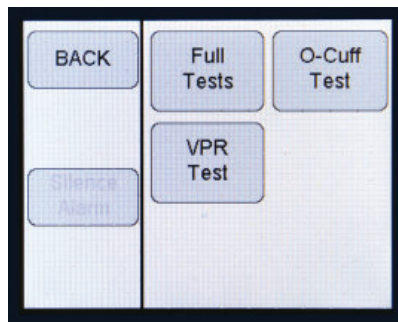 BACK
Full
Tests
O-Cuff
Test
VPR
Test
Silence
Alarm